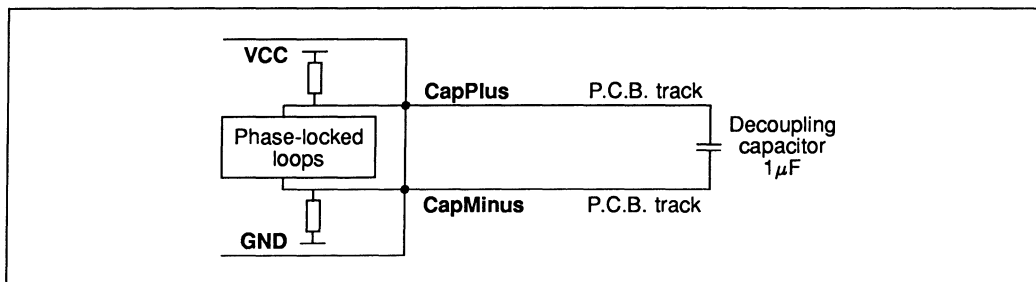 VCC
CapPlus
P.C.B. track
Phase-locked
loops
Decoupling
capacitor
1μF
CapMinus
P.C.B. track
GND